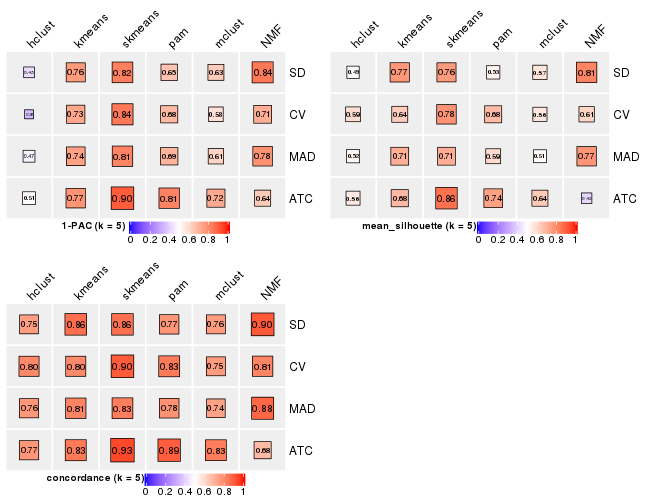 hclust kmeans skmeans pam mclust NMF
0.76 0.82 0.65 0.63 0.84 SD
0.73 0.84 0.68 0.58 0.71 CV
0.47 0.74 0.81 0.69 0.61 0.78 MAD
0.51 0.77 0.90 0.81 0.72 0.64 ATC
1-PAC (k = 5)
0 0.2 0.4 0.6 0.8 1
hclust kmeans skmeans pam mclust NMF
0.49 0.77 0.76 0.53 0.57 0.81 SD
0.59 0.64 0.78 0.68 0.56 0.61 CV
0.52 0.71 0.71 0.59 0.51 0.77 MAD
0.56 0.68 0.86 0.74 0.64 ATC
mean_silhouette (k = 5)
0 0.2 0.4 0.6 0.8 1
hclust kmeans skmeans pam mclust NMF
0.75 0.86 0.86 0.77 0.76 0.90 SD
0.80 0.80 0.90 0.83 0.75 0.81 CV
0.76 0.81 0.83 0.78 0.74 0.88 MAD
0.77 0.83 0.93 0.89 0.83 0.68 ATC
concordance (k = 5)
0 0.2 0.4 0.6 0.8 1